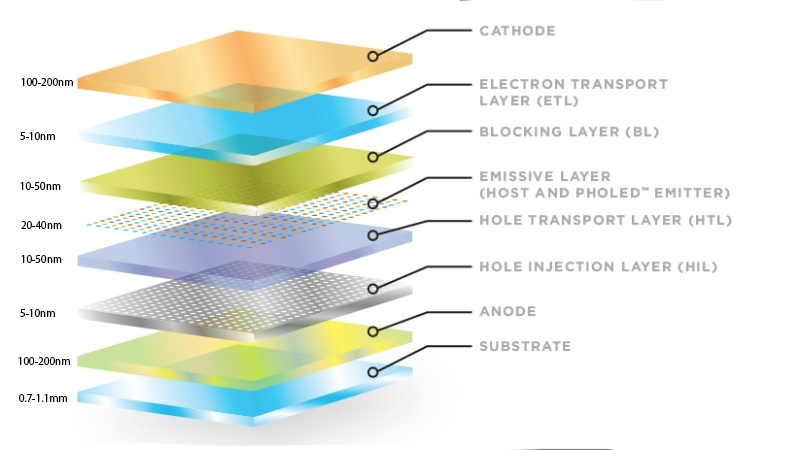 CATHODE
100-200nm
ELECTRON TRANSPORT
LAYER (ETL)
5-10nm
BLOCKING LAYER (BL)
10-50nm
EMISSIVE LAYER
(HOST AND PHOLED™ EMITTER)
20-40nm
HOLE TRANSPORT LAYER (HTL)
10-50nm
HOLE INJECTION LAYER (HIL)
5-10nm
ANODE
100-200nm
SUBSTRATE
0.7-1.1mm